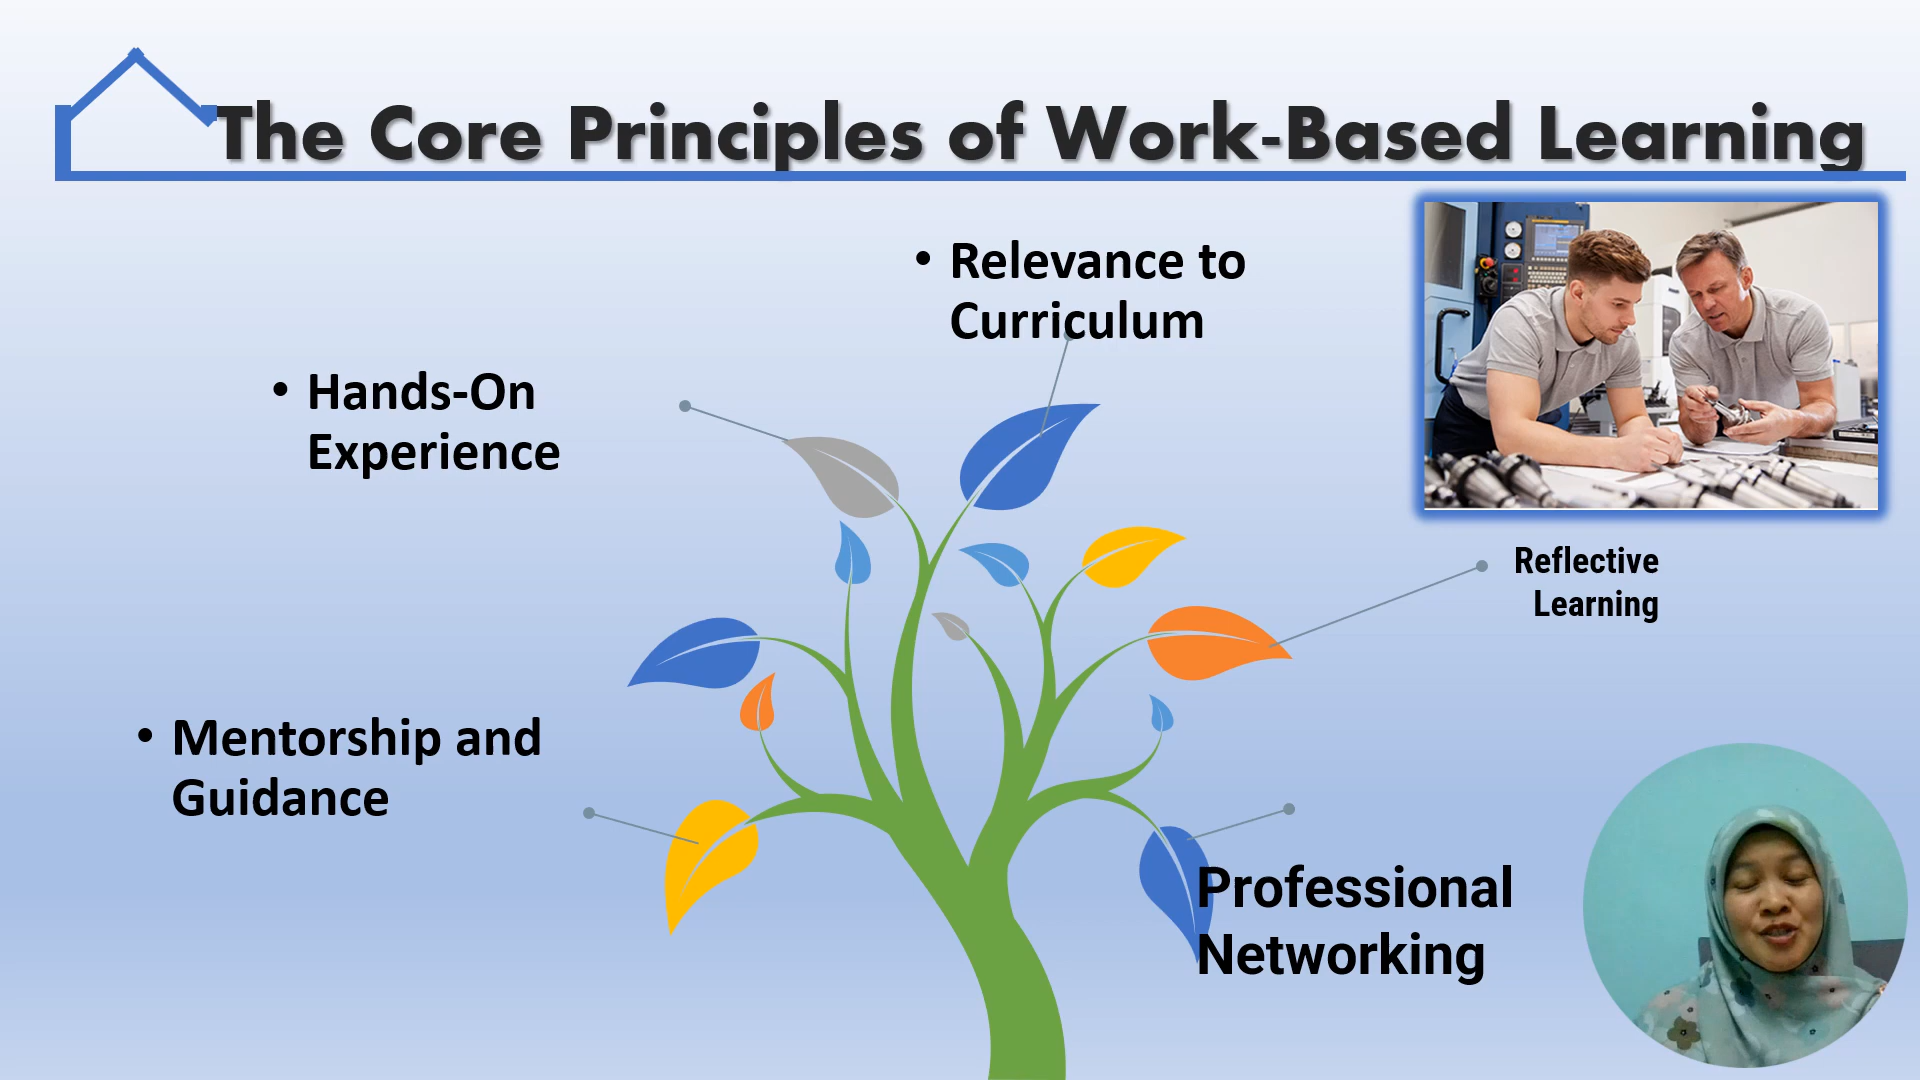 The Core Principles of Work-Based Learning
• Relevance to
Curriculum
• Hands-On
Experience
Reflective
Learning
• Mentorship and
Guidance
Professional
Networking